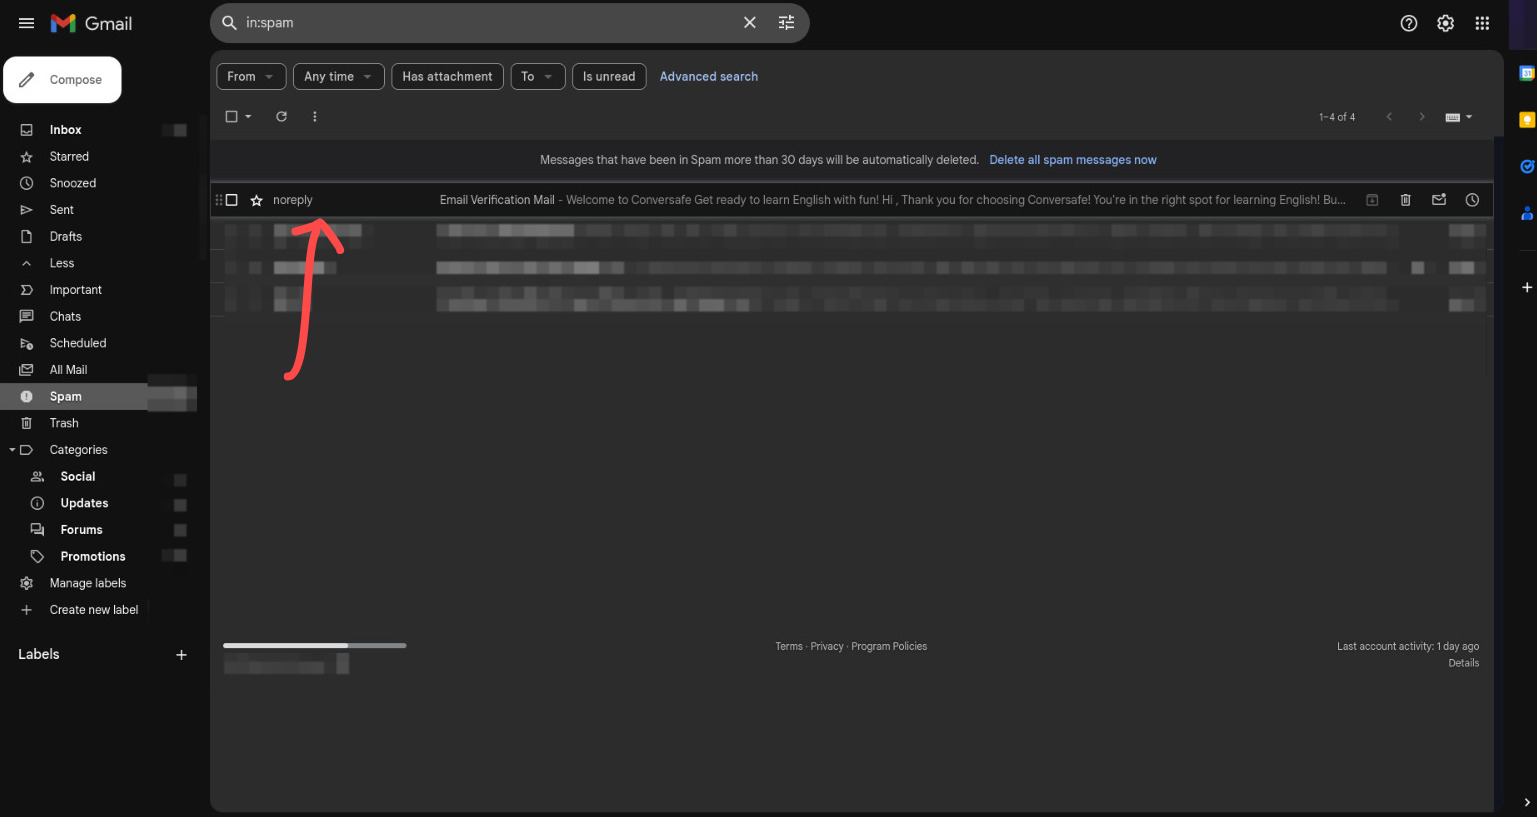 Gmail
in:spam
Compose
From
Any time
Has attachment
To
Is unread
Advanced search
1–4 of 4
Messages that have been in Spam more than 30 days will be automatically deleted. Delete all spam messages now
noreply
Email Verification Mail - Welcome to Conversafe Get ready to learn English with fun! Hi , Thank you for choosing Conversafe! You're in the right spot for learning English! Bu...
Inbox
Starred
Snoozed
Sent
Drafts
Less
Important
Chats
Scheduled
All Mail
Spam
Trash
Categories
Social
Updates
Forums
Promotions
Manage labels
Create new label
Labels
Terms · Privacy · Program Policies
Last account activity: 1 day ago
Details
31